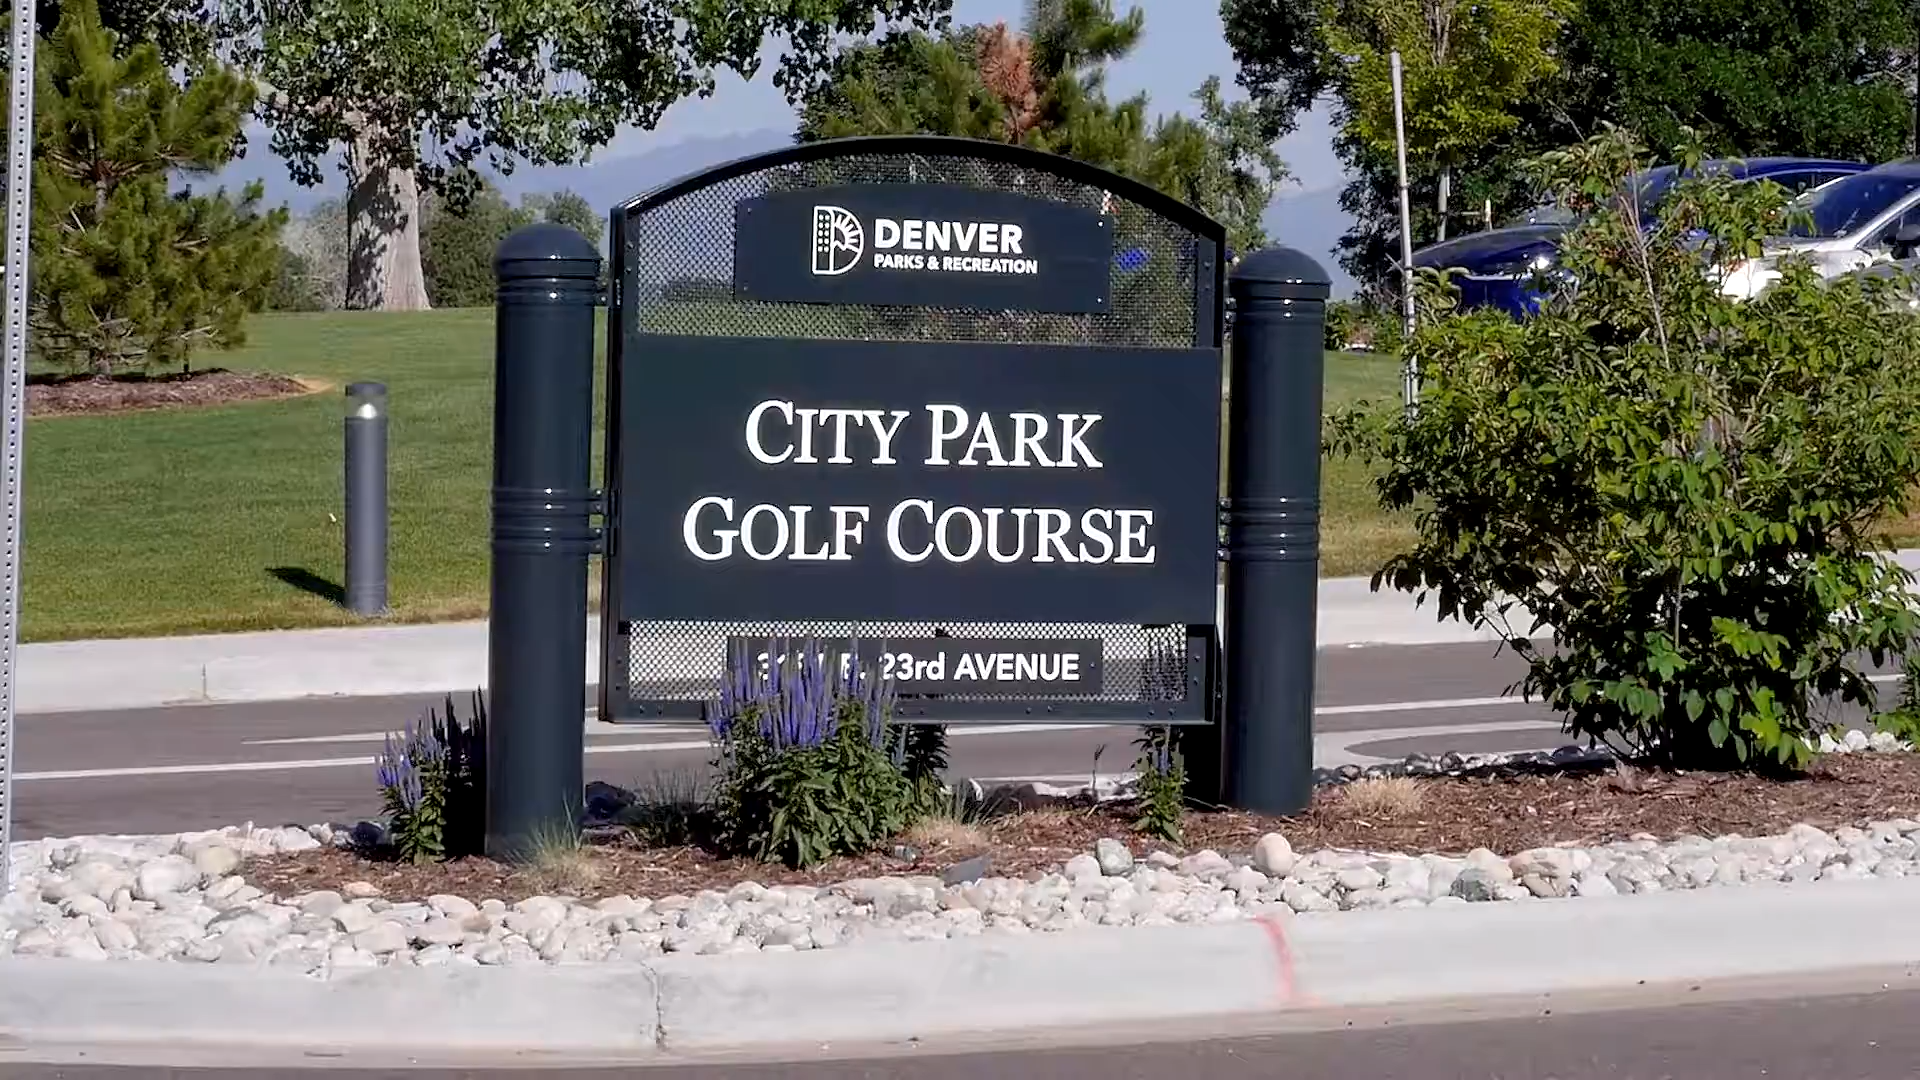 DENVER
PARKS & RECREATION
CITY PARK
GOLF COURSE
E. 23rd AVENUE